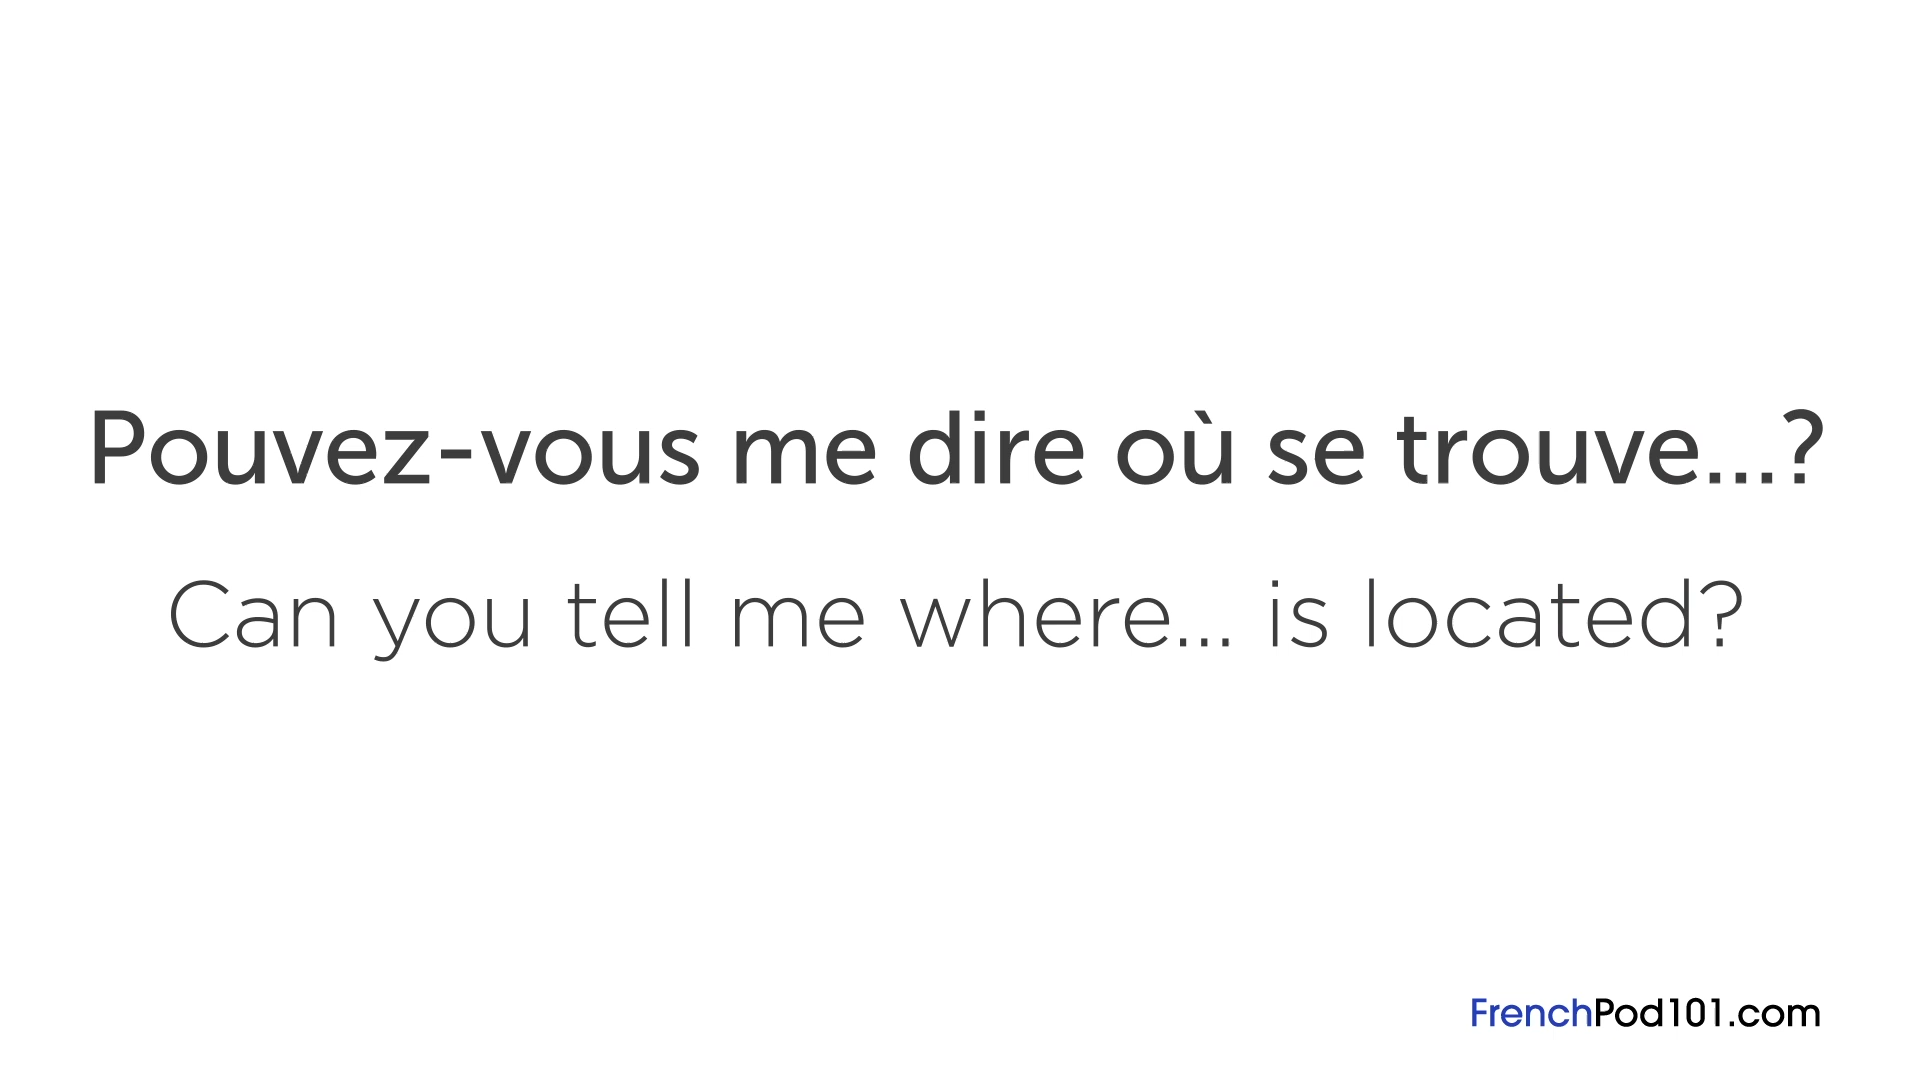 Pouvez-vous me dire où se trouve...?
Can you tell me where... is located?
FrenchPod101.com